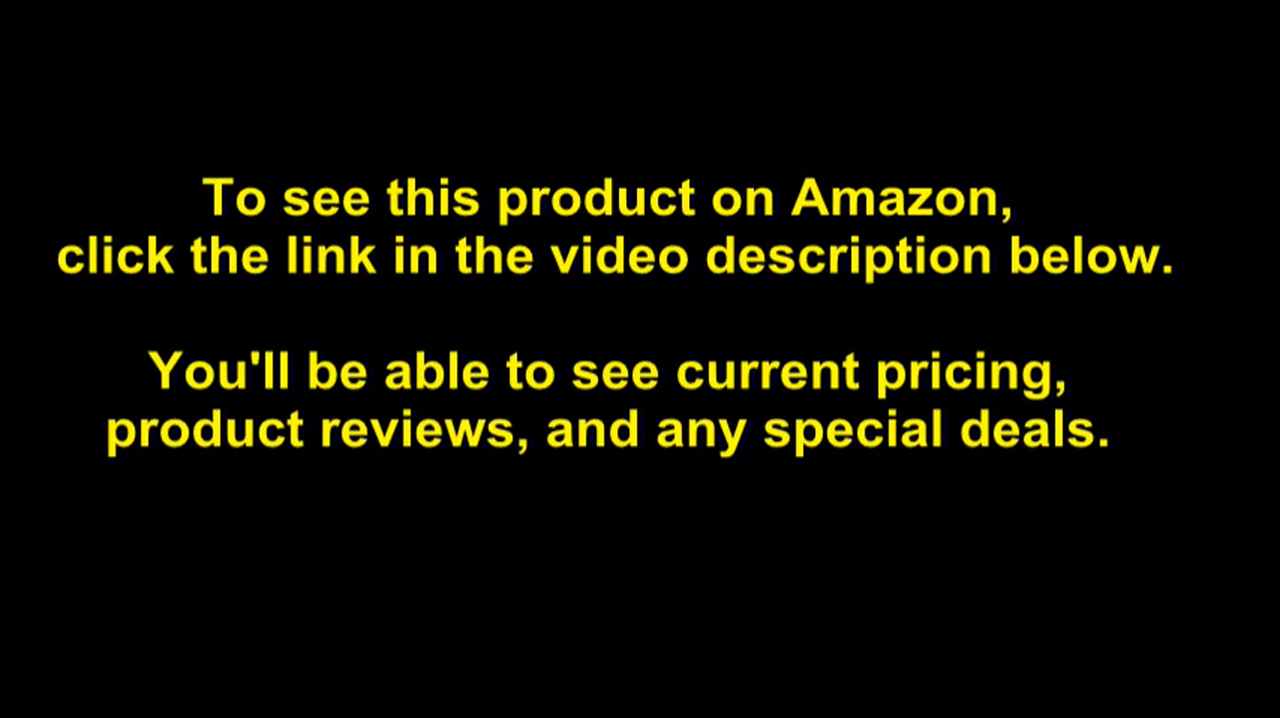 To see this product on Amazon,
click the link in the video description below.
You'll be able to see current pricing,
product reviews, and any special deals.